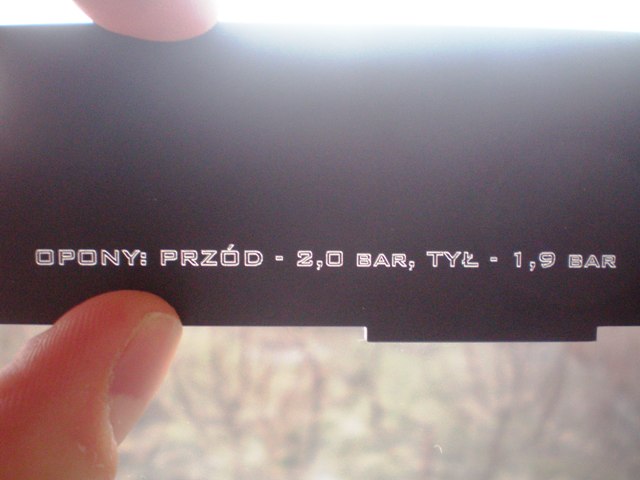 OPONY: PRZÓD - 2,0 BAR, TYŁ - 1,9 BAR